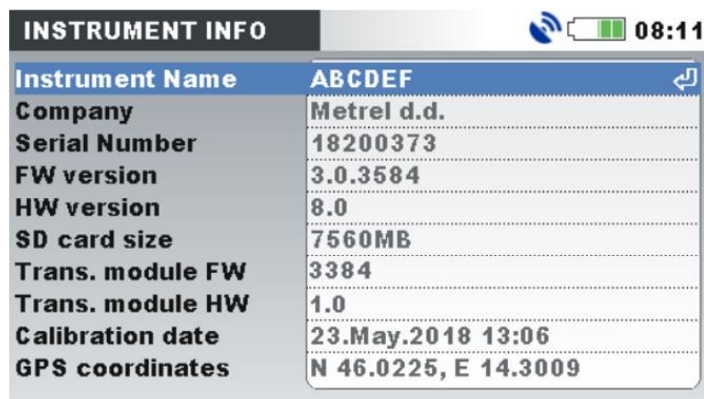 INSTRUMENT INFO 08:11
Instrument Name ABCDEF
Company Metrel d.d.
Serial Number 18200373
FW version 3.0.3584
HW version 8.0
SD card size 7560MB
Trans. module FW 3384
Trans. module HW 1.0
Calibration date 23.May.2018 13:06
GPS coordinates N 46.0225, E 14.3009